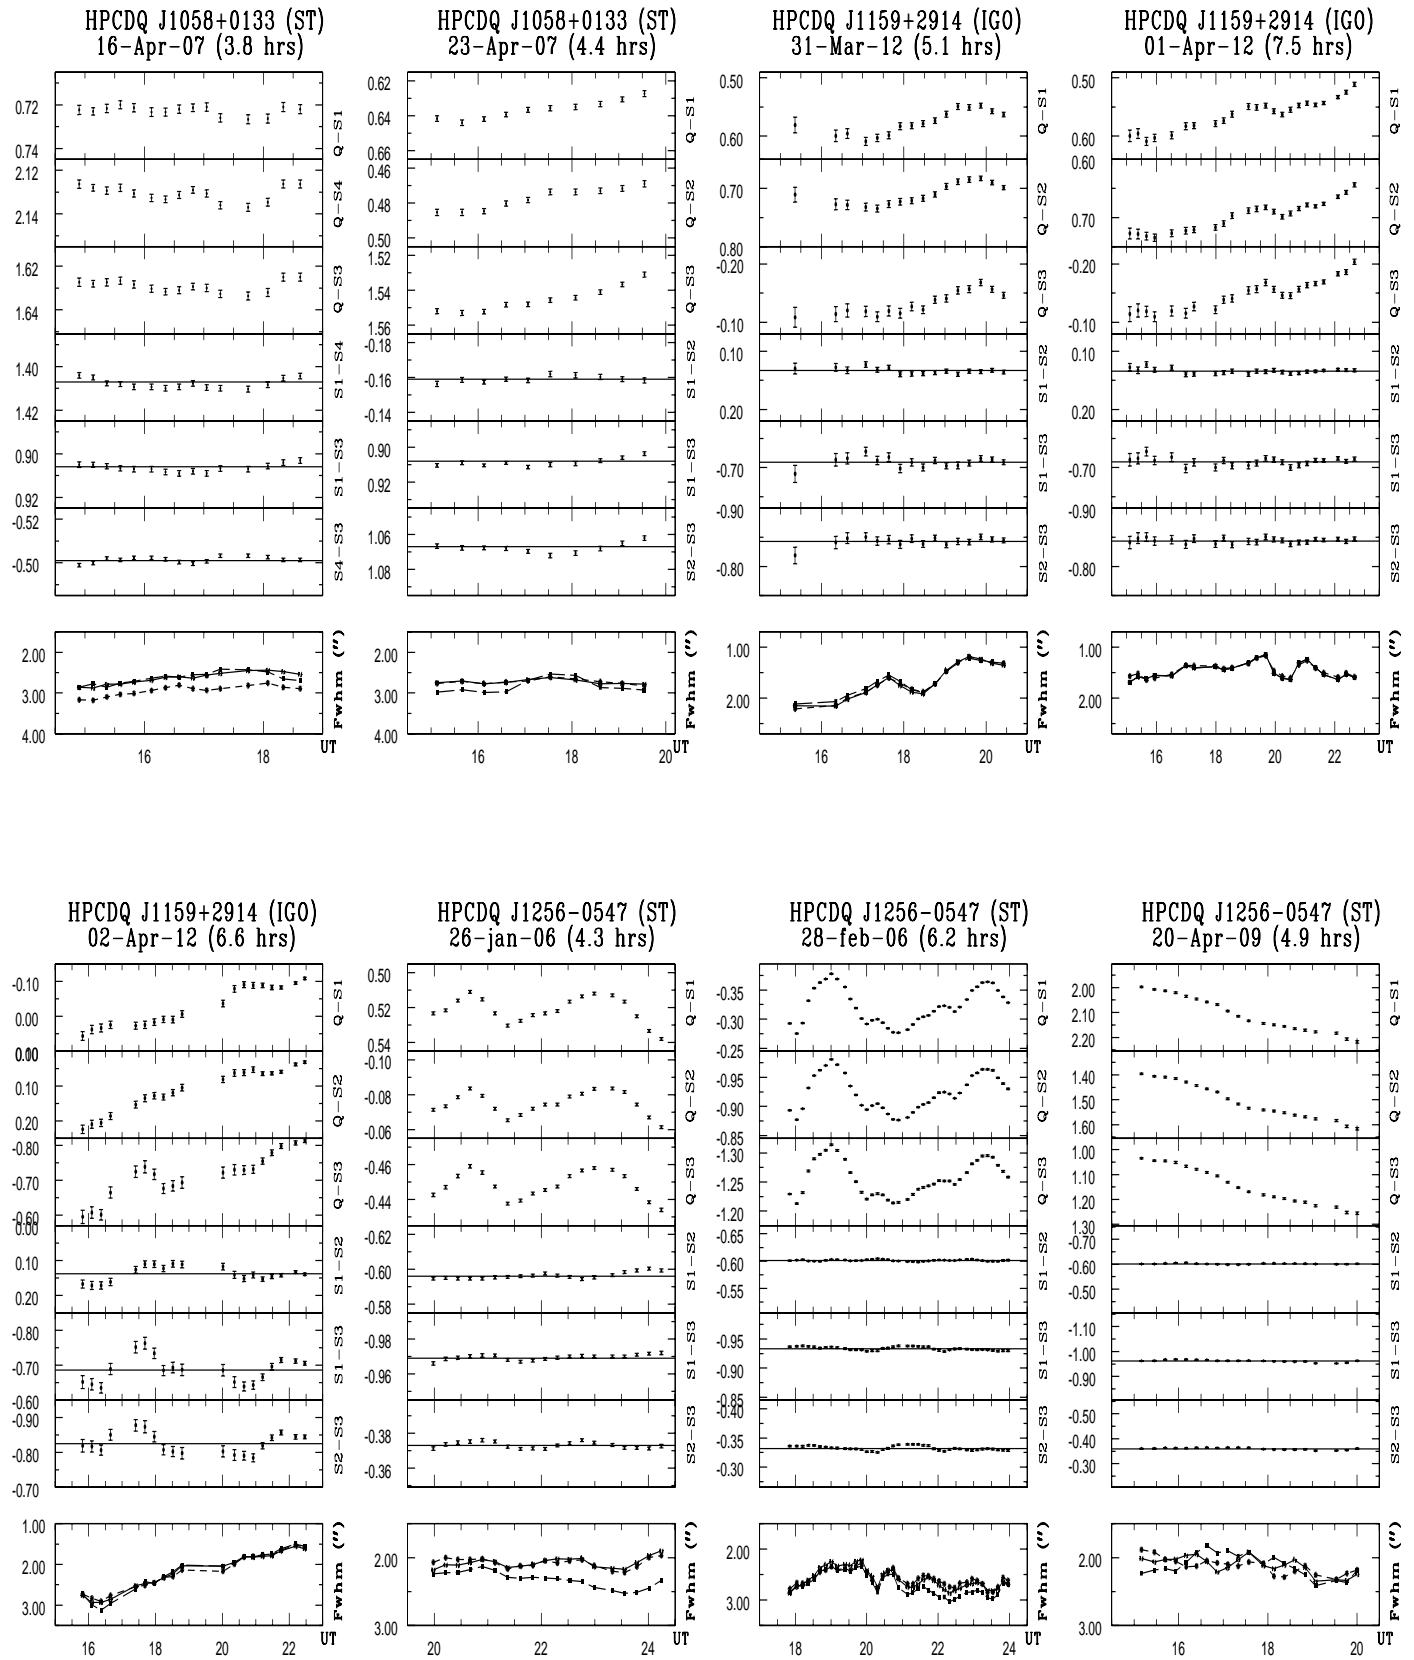 HPCDQ J1058+0133 (ST)
16-Apr-07 (3.8 hrs)
0.72
0.74
Q-S1
2.12
2.14
Q-S4
1.62
1.64
Q-S3
1.40
1.42
S1-S4
0.90
0.92
S1-S3
-0.52
-0.50
S4-S3
2.00
3.00
4.00
Fwhm (")
16
18
UT
HPCDQ J1058+0133 (ST)
23-Apr-07 (4.4 hrs)
0.62
0.64
0.66
Q-S1
0.46
0.48
0.50
Q-S2
1.52
1.54
1.56
Q-S3
-0.18
-0.16
-0.14
S1-S2
0.90
0.92
S1-S3
1.06
1.08
S2-S3
Fwhm (")
16
18
20
UT
HPCDQ J1159+2914 (IGO)
31-Mar-12 (5.1 hrs)
0.50
0.60
Q-S1
0.70
0.80
Q-S2
-0.20
-0.10
Q-S3
0.10
0.20
S1-S2
-0.70
S1-S3
-0.90
-0.80
S2-S3
1.00
2.00
Fwhm (")
16
18
20
UT
HPCDQ J1159+2914 (IGO)
01-Apr-12 (7.5 hrs)
0.50
0.60
Q-S1
0.60
0.70
Q-S2
-0.20
-0.10
Q-S3
0.10
0.20
S1-S2
-0.70
S1-S3
-0.90
-0.80
S2-S3
1.00
2.00
Fwhm (")
16
18
20
22
UT
HPCDQ J1159+2914 (IGO)
02-Apr-12 (6.6 hrs)
-0.10
0.00
Q-S1
0.10
0.20
Q-S2
-0.80
-0.70
-0.60
Q-S3
0.00
0.10
0.20
S1-S2
-0.80
-0.70
-0.60
S1-S3
-0.90
-0.80
-0.70
S2-S3
1.00
2.00
3.00
Fwhm (")
16
18
20
22
UT
HPCDQ J1256-0547 (ST)
26-jan-06 (4.3 hrs)
0.50
0.52
0.54
Q-S1
-0.10
-0.08
-0.06
Q-S2
-0.46
-0.44
Q-S3
-0.62
-0.60
-0.58
S1-S2
-0.98
-0.96
S1-S3
-0.38
-0.36
S2-S3
2.00
3.00
Fwhm (")
20
22
24
UT
HPCDQ J1256-0547 (ST)
28-feb-06 (6.2 hrs)
-0.35
-0.30
-0.25
Q-S1
-0.95
-0.90
-0.85
Q-S2
-1.30
-1.25
-1.20
Q-S3
-0.65
-0.60
-0.55
S1-S2
-0.95
-0.90
-0.85
S1-S3
-0.40
-0.35
-0.30
S2-S3
2.00
3.00
Fwhm (")
18
20
22
24
UT
HPCDQ J1256-0547 (ST)
20-Apr-09 (4.9 hrs)
2.00
2.10
2.20
Q-S1
1.40
1.50
1.60
Q-S2
1.00
1.10
1.20
1.30
Q-S3
-0.70
-0.60
-0.50
S1-S2
-1.10
-1.00
-0.90
S1-S3
-0.50
-0.40
-0.30
S2-S3
2.00
3.00
Fwhm (")
16
18
20
UT